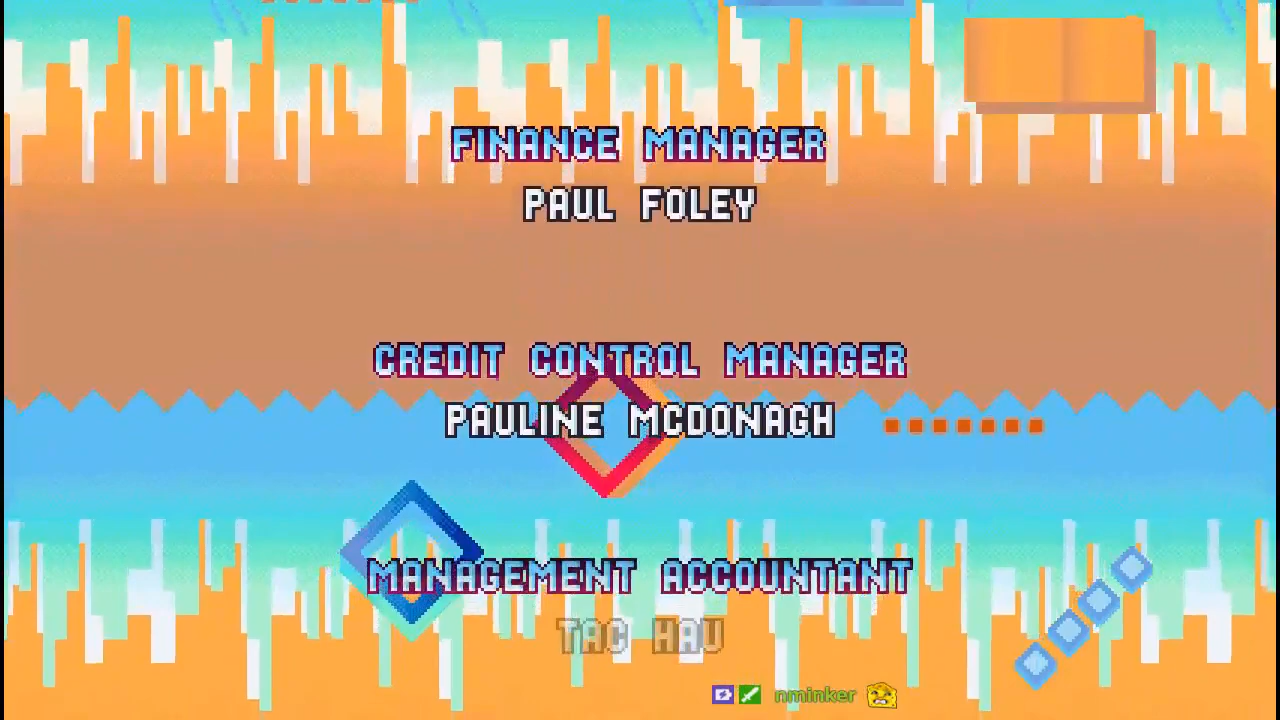 FINANCE MANAGER
PAUL FOLEY
CREDIT CONTROL MANAGER
PAULINE MCDONAGH
MANAGEMENT ACCOUNTANT
TAC HAU
nminker